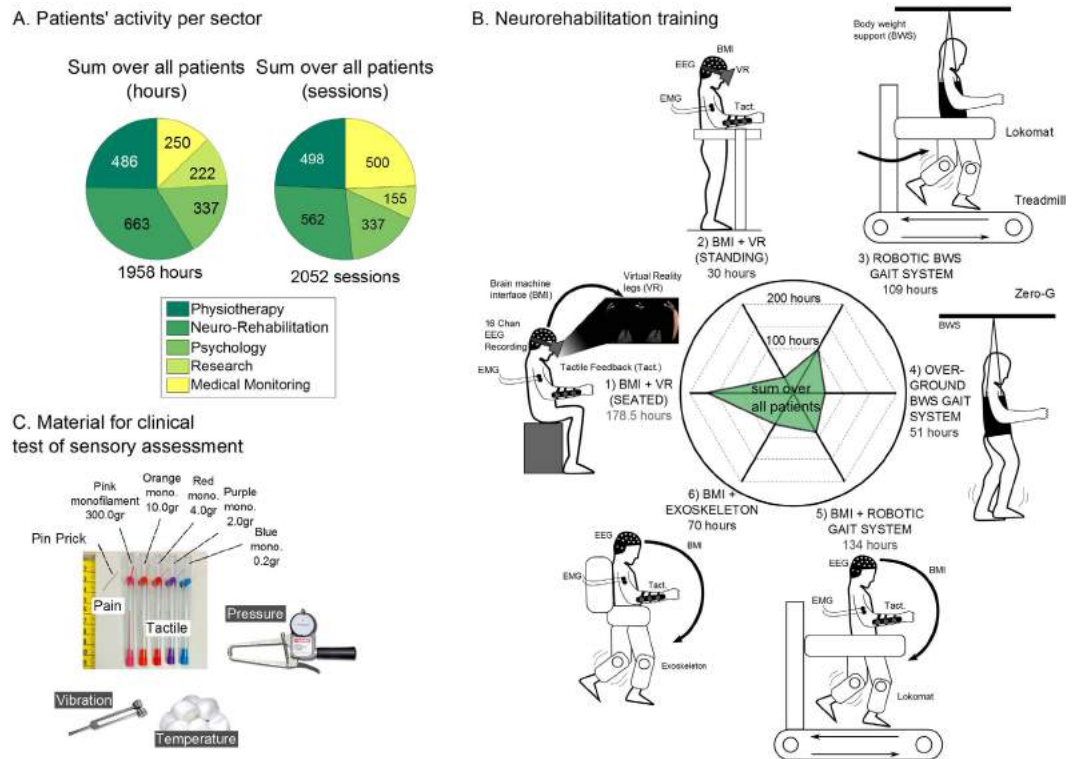 A. Patients' activity per sector
Sum over all patients
(hours)
250
486
222
337
663
1958 hours
Sum over all patients
(sessions)
498
500
155
562
337
2052 sessions
Physiotherapy
Neuro-Rehabilitation
Psychology
Research
Medical Monitoring
B. Neurorehabilitation training
BMI
EEG
VR
EMG
Tact.
2) BMI + VR
(STANDING)
30 hours
Body weight
support (BWS)
Lokomat
Treadmill
3) ROBOTIC BWS
GAIT SYSTEM
109 hours
Brain machine
interface (BMI)
Virtual Reality
legs (VR)
16 Chan
EEG
Recording
Tactile Feedback (Tact.)
EMG
1) BMI + VR
(SEATED)
178.5 hours
200 hours
100 hours
sum over
all patients
Zero-G
BWS
4) OVER-
GROUND
BWS GAIT
SYSTEM
51 hours
6) BMI +
EXOSKELETON
70 hours
EEG
BMI
EMG
Tact.
Exoskeleton
5) BMI + ROBOTIC
GAIT SYSTEM
134 hours
EEG
BMI
EMG
Tact.
Lokomat
C. Material for clinical
test of sensory assessment
Pink
monofilament
300.0gr
Orange
mono.
10.0gr
Red
mono.
4.0gr
Purple
mono.
2.0gr
Blue
mono.
0.2gr
Pin Prick
Pain
Tactile
Pressure
Vibration
Temperature